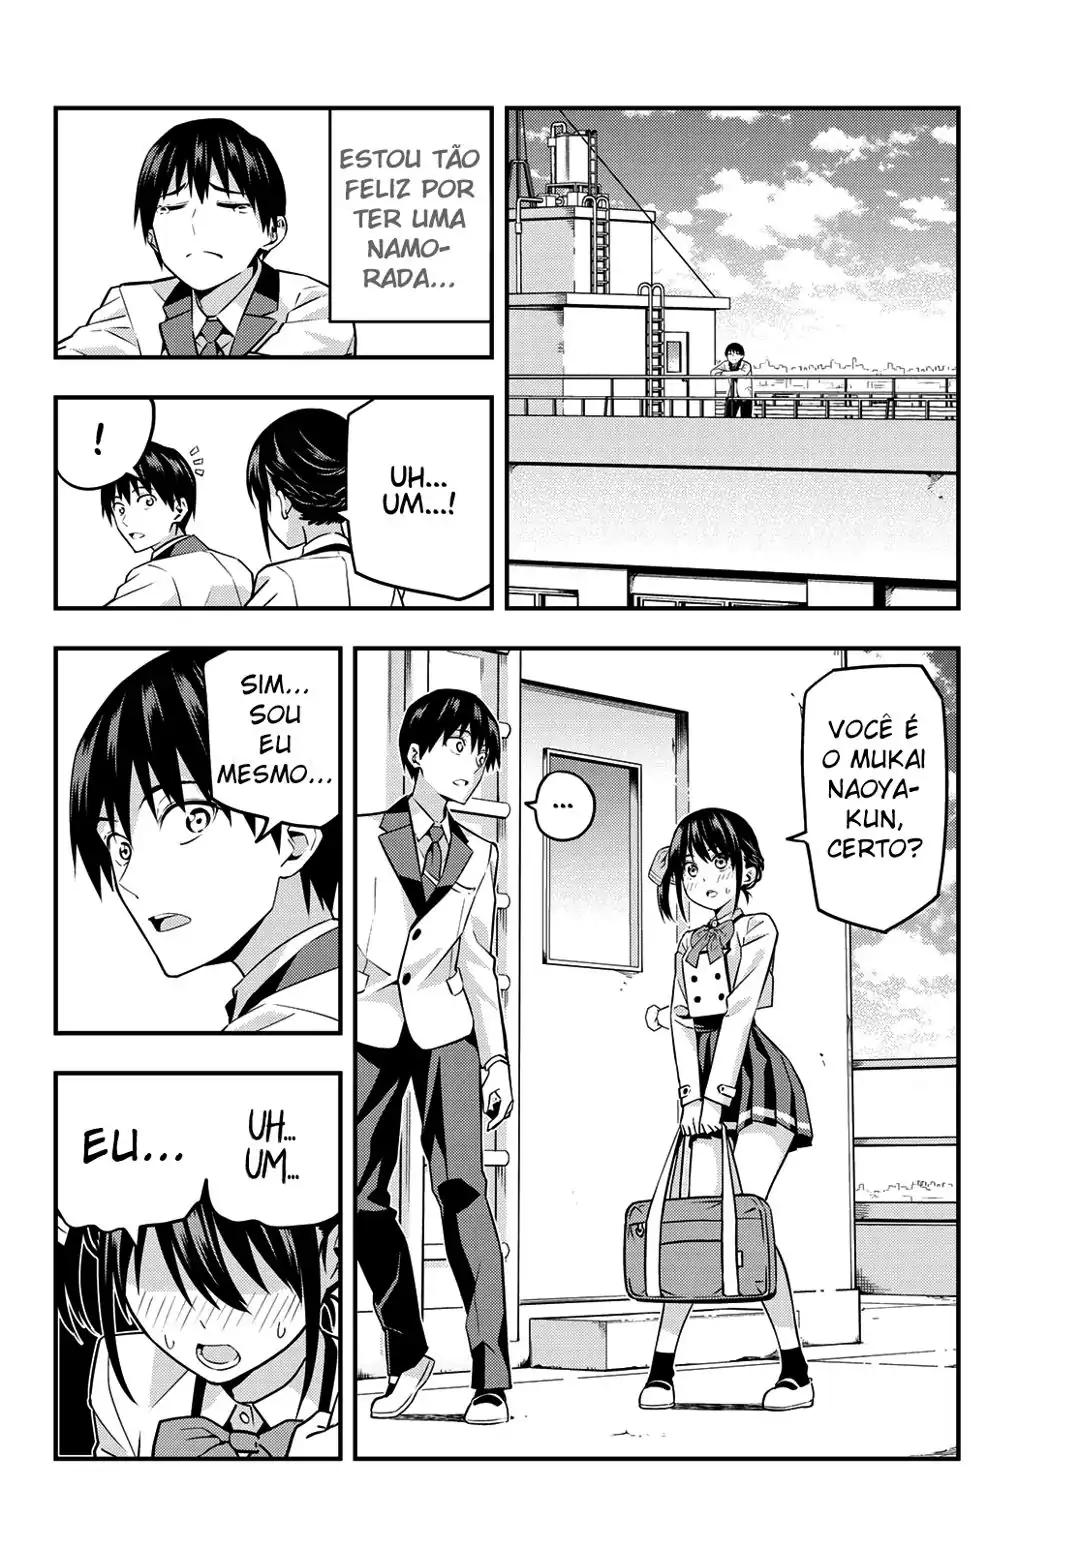 ESTOU TÃO
FELIZ POR
TER UMA
NAMO-
RADA...
UH...
UM...!
!
VOCÊ É
O MUKAI
NAOYA-
KUN,
CERTO?
...
SIM...
SOU
EU
MESMO...
UH...
UM...
EU...